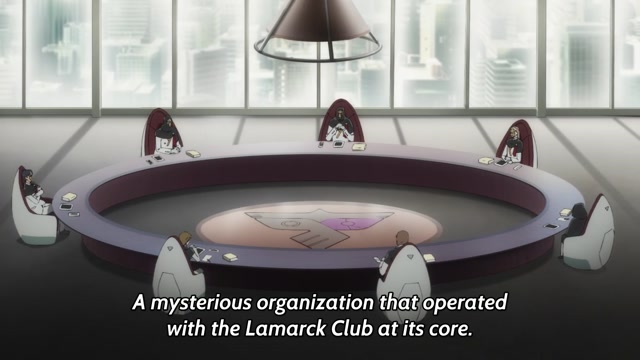 A mysterious organization that operated
with the Lamarck Club at its core.